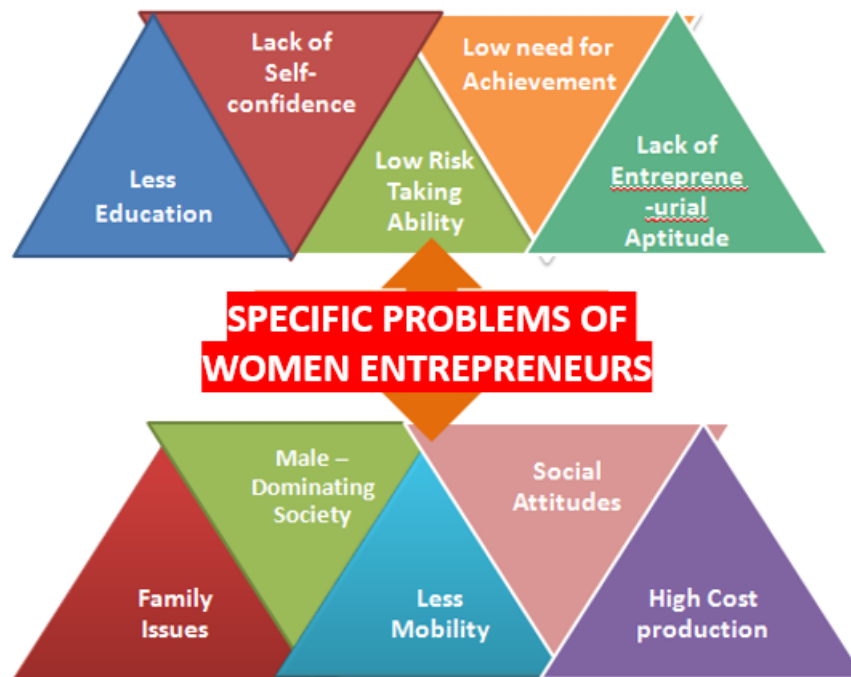 Less
Education
Lack of
Self-
confidence
Low Risk
Taking
Ability
Low need for
Achievement
Lack of
Entreprene
-urial
Aptitude
SPECIFIC PROBLEMS OF
WOMEN ENTREPRENEURS
Family
Issues
Male –
Dominating
Society
Less
Mobility
Social
Attitudes
High Cost
production